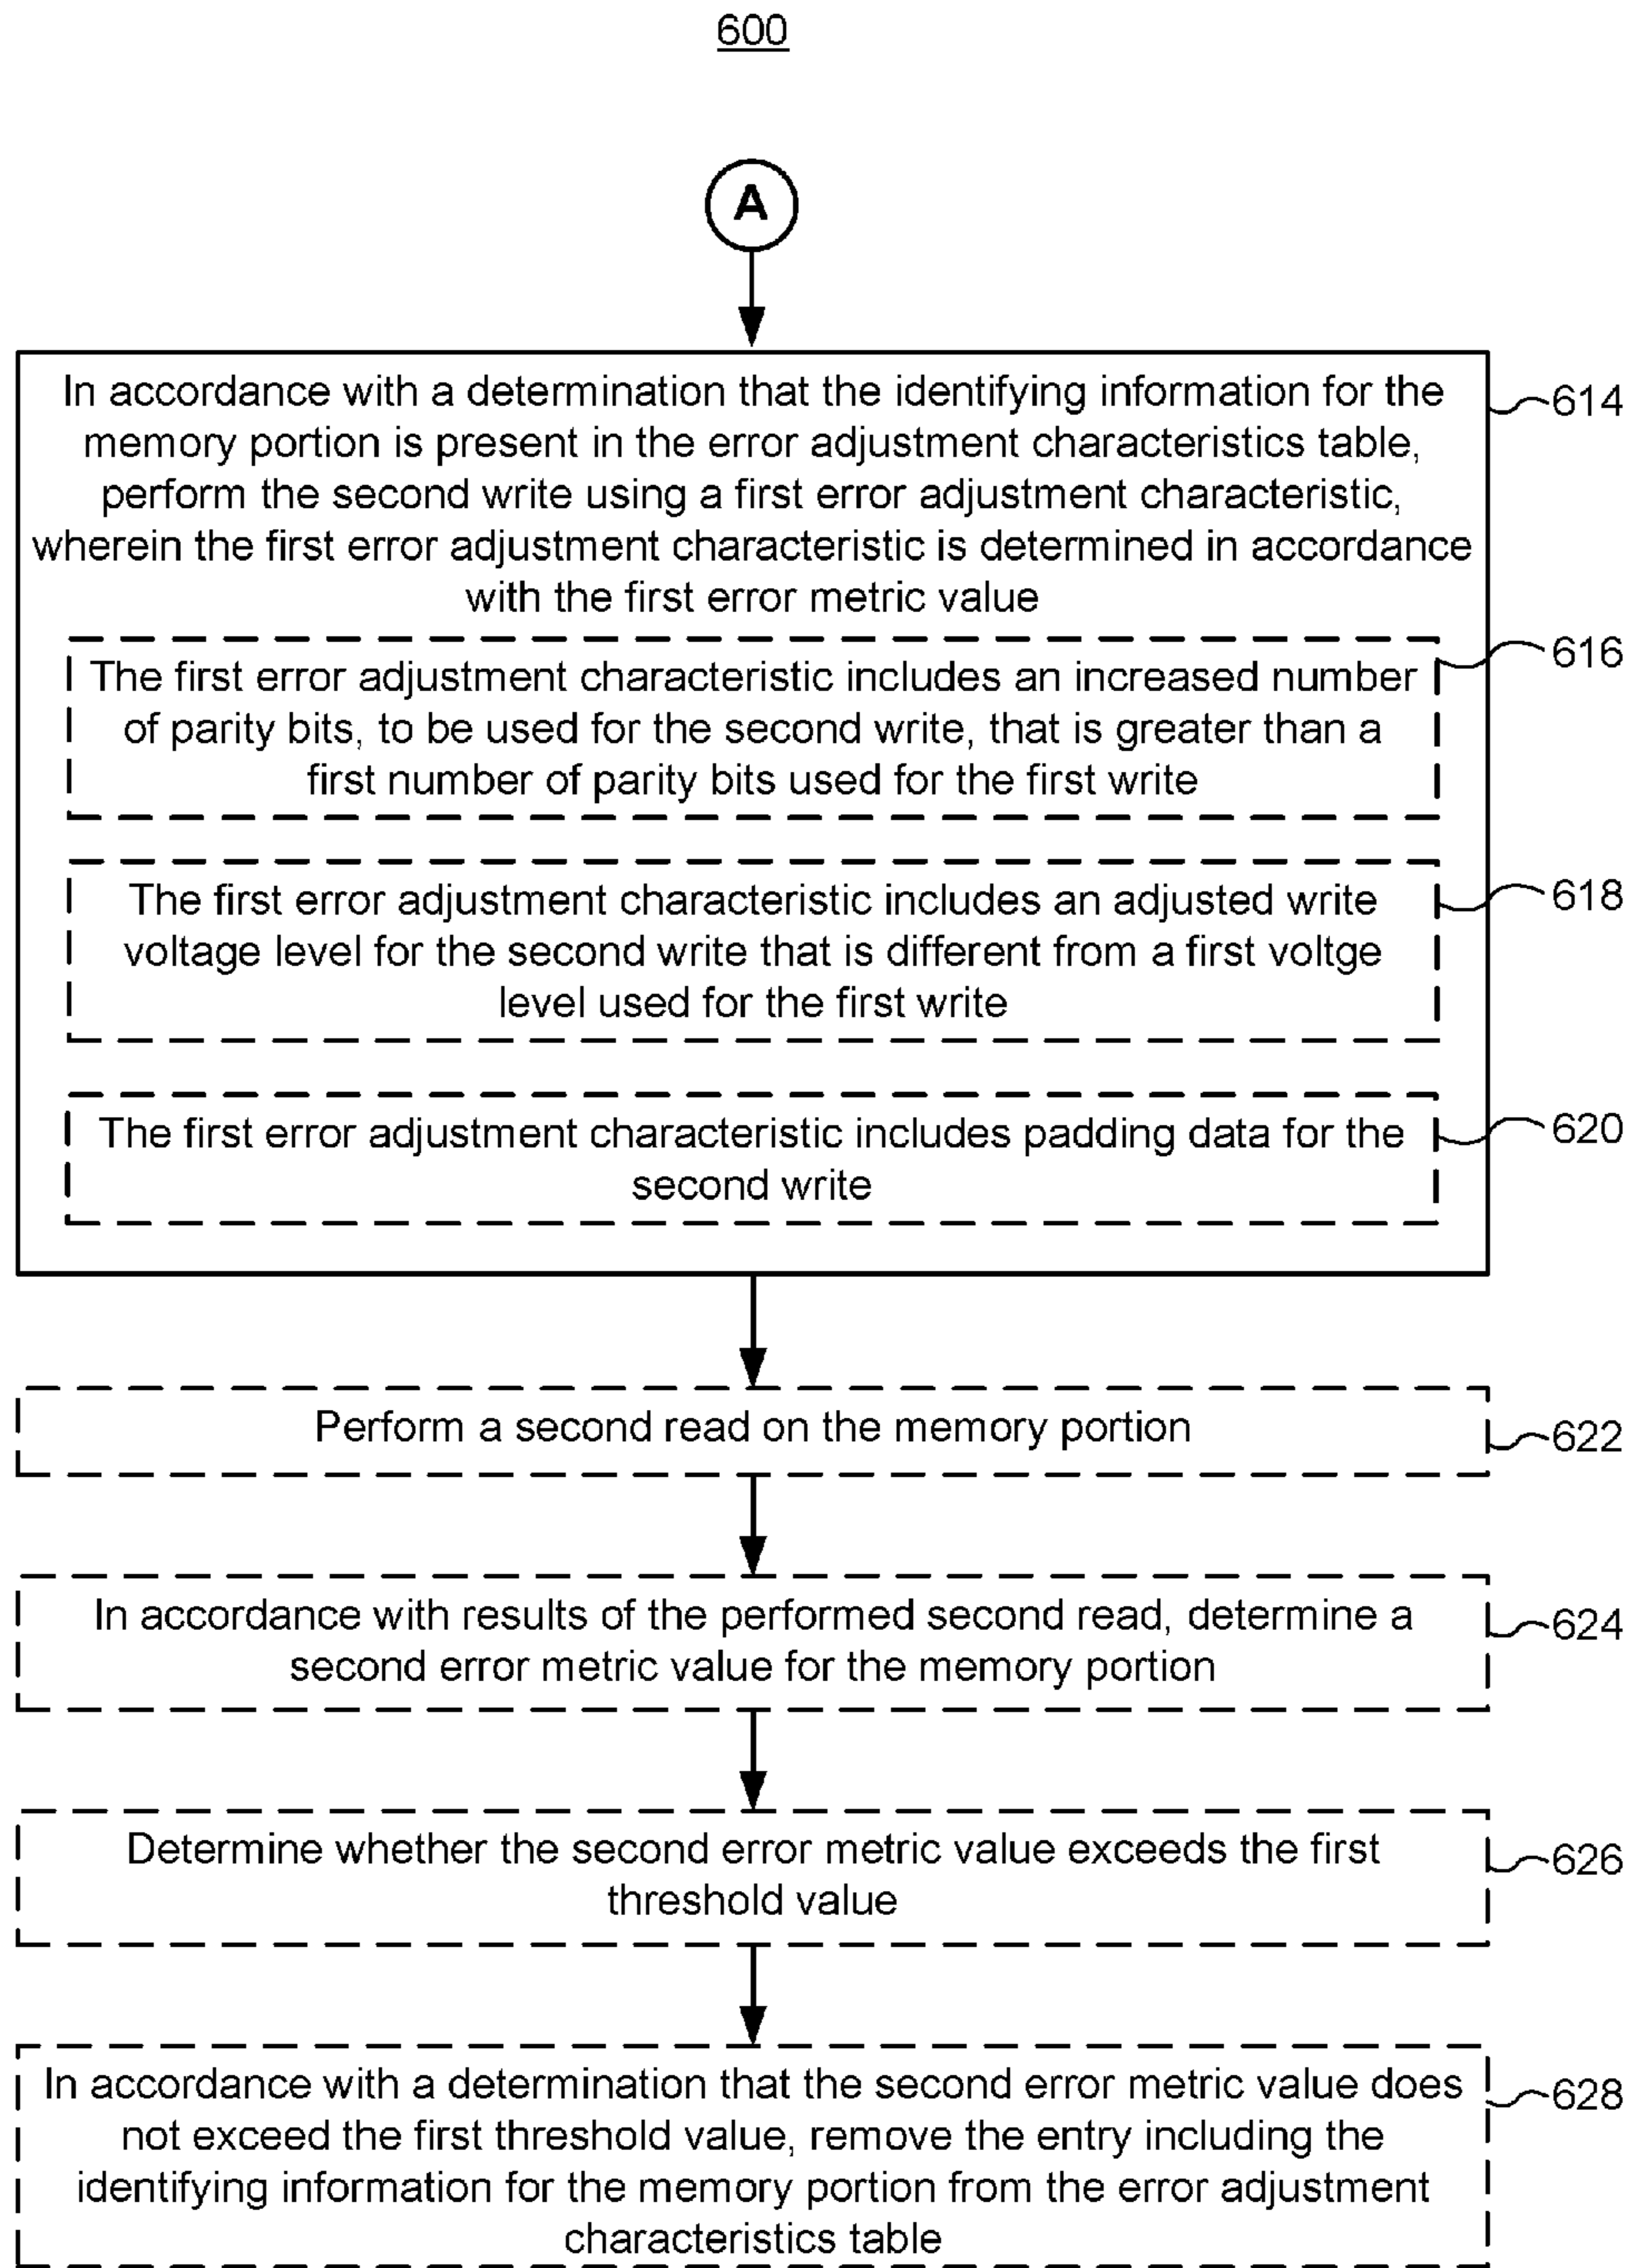 600
A
In accordance with a determination that the identifying information for the
memory portion is present in the error adjustment characteristics table,
perform the second write using a first error adjustment characteristic,
wherein the first error adjustment characteristic is determined in accordance
with the first error metric value
614
The first error adjustment characteristic includes an increased number
of parity bits, to be used for the second write, that is greater than a
first number of parity bits used for the first write
616
The first error adjustment characteristic includes an adjusted write
voltage level for the second write that is different from a first voltge
level used for the first write
618
The first error adjustment characteristic includes padding data for the
second write
620
Perform a second read on the memory portion
622
In accordance with results of the performed second read, determine a
second error metric value for the memory portion
624
Determine whether the second error metric value exceeds the first
threshold value
626
In accordance with a determination that the second error metric value does
not exceed the first threshold value, remove the entry including the
identifying information for the memory portion from the error adjustment
characteristics table
628